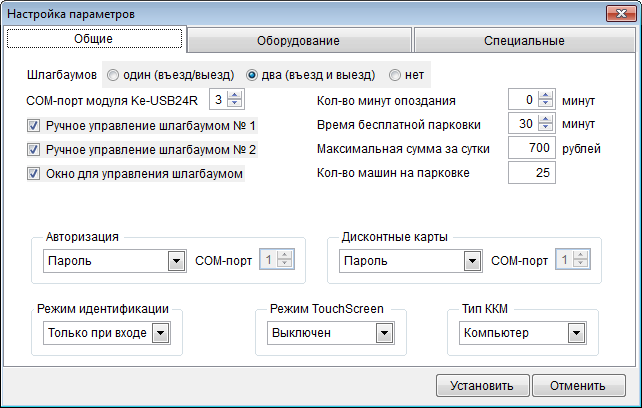 Настройка параметров
Общие Оборудование Специальные
Шлагбаумов один (въезд/выезд) два (въезд и выезд) нет
COM-порт модуля Ke-USB24R 3 Кол-во минут опоздания 0 минут
Ручное управление шлагбаумом № 1 Время бесплатной парковки 30 минут
Ручное управление шлагбаумом № 2 Максимальная сумма за сутки 700 рублей
Окно для управления шлагбаумом Кол-во машин на парковке 25
Авторизация Дисконтные карты
Пароль COM-порт 1 Пароль COM-порт 1
Режим идентификации Режим TouchScreen Тип ККМ
Только при входе Выключен Компьютер
Установить Отменить